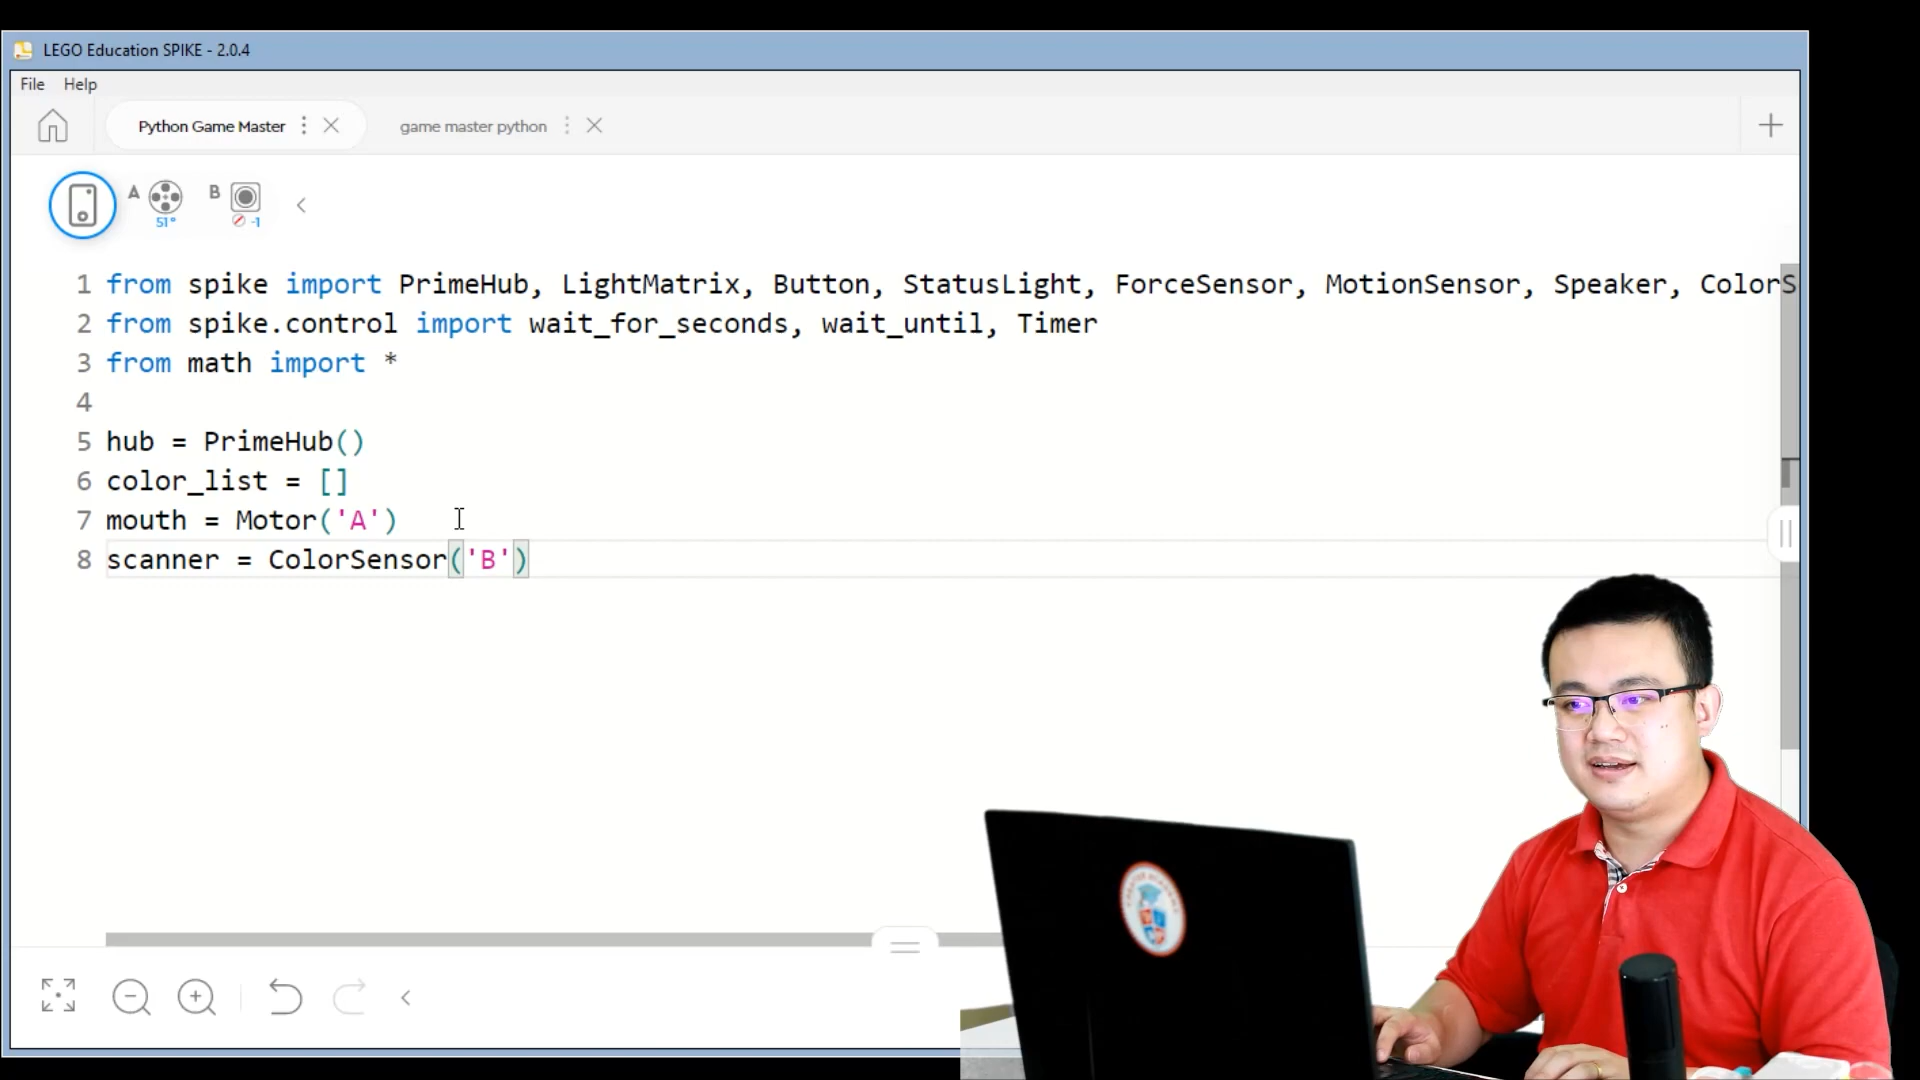 LEGO Education SPIKE - 2.0.4
File Help
Python Game Master
game master python
A
51°
B
-1
1 from spike import PrimeHub, LightMatrix, Button, StatusLight, ForceSensor, MotionSensor, Speaker, ColorS
2 from spike.control import wait_for_seconds, wait_until, Timer
3 from math import *
4
5 hub = PrimeHub()
6 color_list = []
7 mouth = Motor('A')
8 scanner = ColorSensor('B')